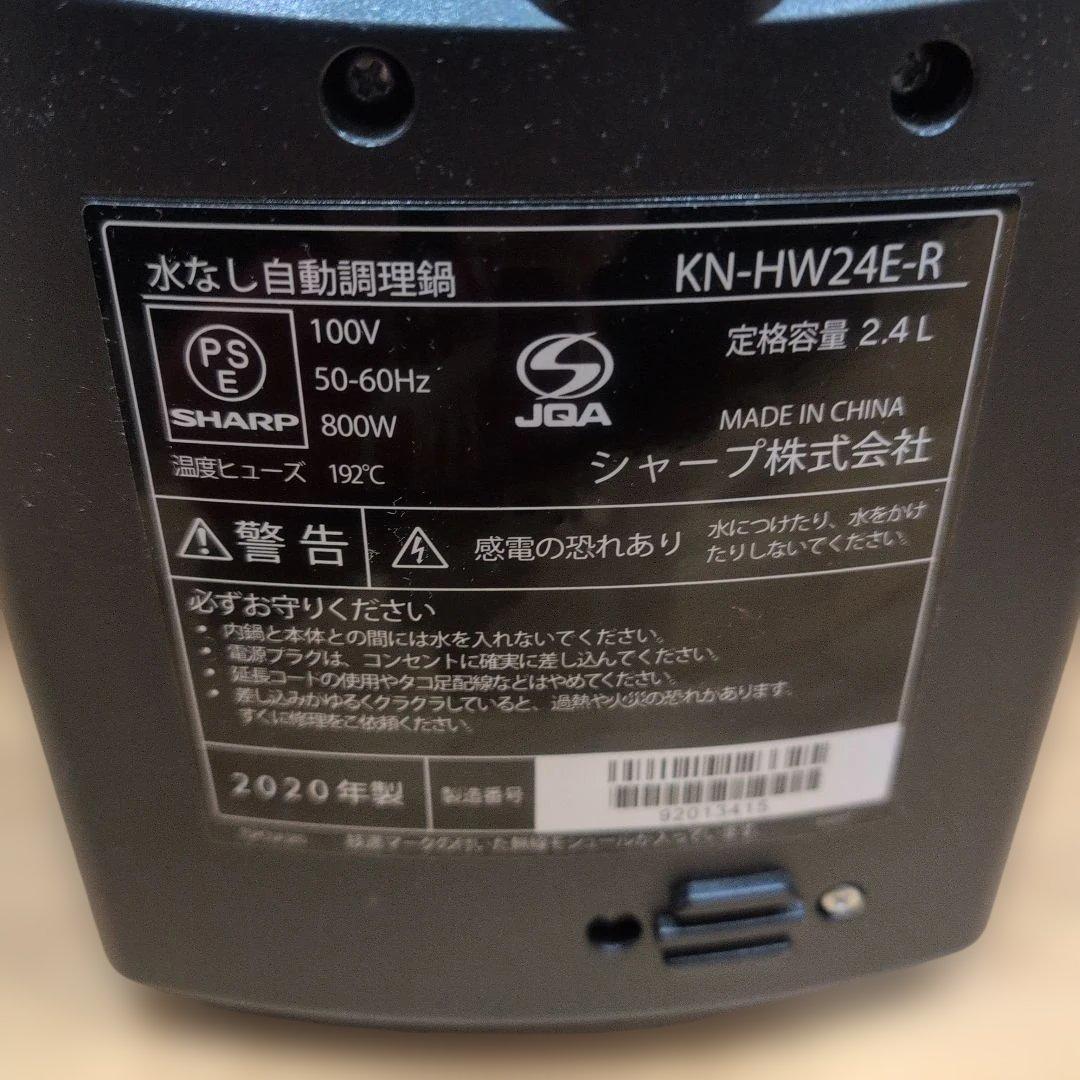 水なし自動調理鍋 KN-HW24E-R
PSE
SHARP
100V
50-60Hz
800W
JQA
定格容量 2.4L
MADE IN CHINA
シャープ株式会社
温度ヒューズ 192℃
警告
感電の恐れあり
水につけたり、水をかけ
たりしないでください。
必ずお守りください
・内鍋と本体との間には水を入れないでください。
・電源プラグは、コンセントに確実に差し込んでください。
・延長コードの使用やタコ足配線などはやめてください。
・差し込みがゆるくグラグラしていると、過熱や火災の恐れがあります。
すぐに修理をご依頼ください。
2020年製 製造番号
92013415